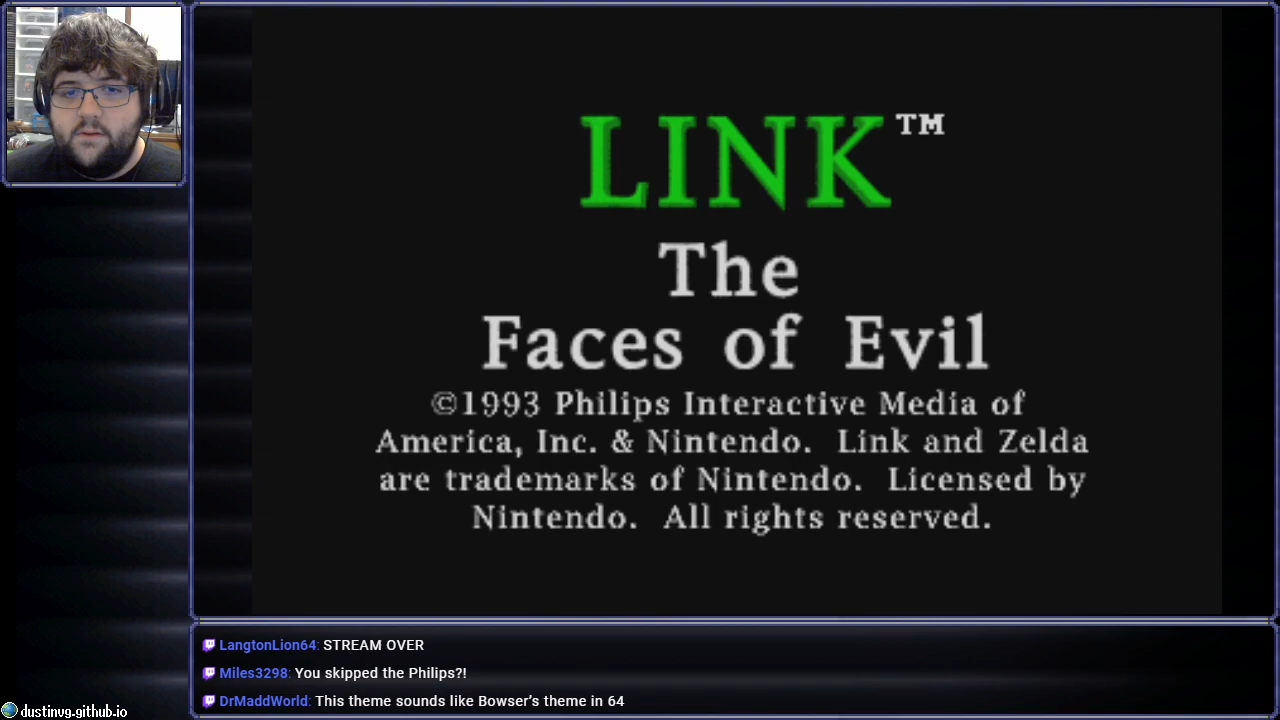 LINK™
The
Faces of Evil
©1993 Philips Interactive Media of
America, Inc. & Nintendo. Link and Zelda
are trademarks of Nintendo. Licensed by
Nintendo. All rights reserved.
LangtonLion64: STREAM OVER
Miles3298: You skipped the Philips?!
DrMaddWorld: This theme sounds like Bowser’s theme in 64
dustinvg.github.io